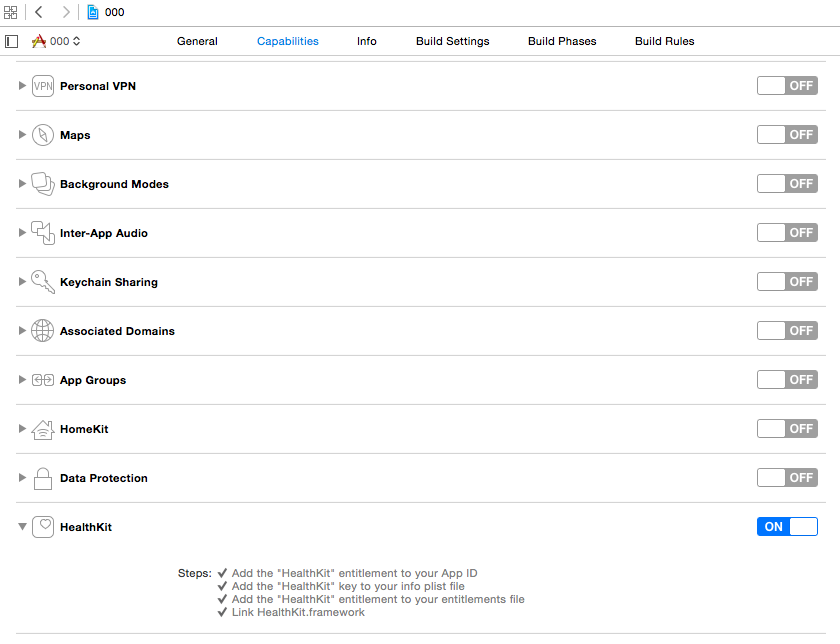 000
000
General Capabilities Info Build Settings Build Phases Build Rules
VPN Personal VPN OFF
Maps OFF
Background Modes OFF
Inter-App Audio OFF
Keychain Sharing OFF
Associated Domains OFF
App Groups OFF
HomeKit OFF
Data Protection OFF
HealthKit ON
Steps: ✔ Add the "HealthKit" entitlement to your App ID
✔ Add the "HealthKit" key to your info plist file
✔ Add the "HealthKit" entitlement to your entitlements file
✔ Link HealthKit.framework